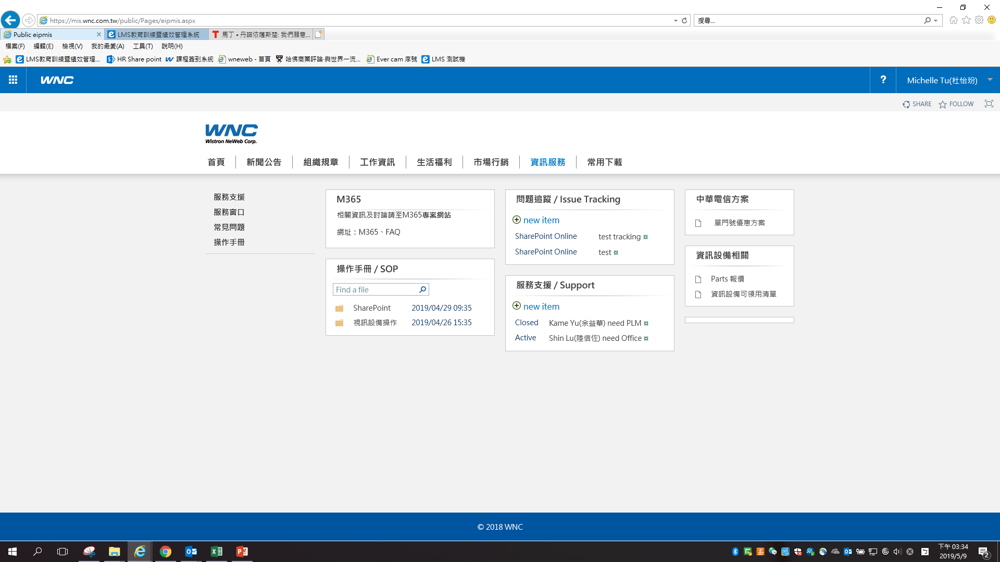 https://mis.wnc.com.tw/public/Pages/eipmis.aspx
搜尋...
Public eipmis
LMS教育訓練暨績效管理系統
馬丁 • 丹諾依薩斯楚: 我們願意...
檔案(F) 編輯(E) 檢視(V) 我的最愛(A) 工具(T) 說明(H)
LMS教育訓練暨績效管理... HR Share point 課程簽到系統 wneweb - 首頁 哈佛商業評論‧與世界一流... Ever cam 序號 LMS 測試機
WNC
? Michelle Tu(杜怡玢)
SHARE FOLLOW
WNC
Wistron NeWeb Corp.
首頁 新聞公告 組織規章 工作資訊 生活福利 市場行銷 資訊服務 常用下載
服務支援
服務窗口
常見問題
操作手冊
M365
相關資訊及討論請至M365專案網站
網址：M365、FAQ
操作手冊 / SOP
Find a file
SharePoint 2019/04/29 09:35
視訊設備操作 2019/04/26 15:35
問題追蹤 / Issue Tracking
new item
SharePoint Online test tracking
SharePoint Online test
服務支援 / Support
new item
Closed Kame Yu(余益華) need PLM
Active Shin Lu(陸信佐) need Office
中華電信方案
單門號優惠方案
資訊設備相關
Parts 報價
資訊設備可領用清單
© 2018 WNC
下午 03:34
2019/5/9
2